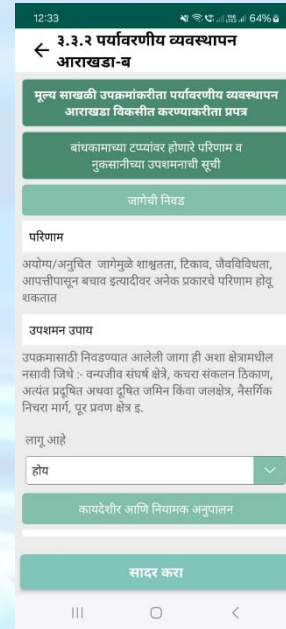 12:33
64%
३.३.२ पर्यावरणीय व्यवस्थापन
आराखडा-ब
मूल्य साखळी उपक्रमांकरीता पर्यावरणीय व्यवस्थापन
आराखडा विकसीत करण्याकरीता प्रपत्र
बांधकामाच्या टप्प्यांवर होणारे परिणाम व
नुकसानीच्या उपशमनाची सूची
जागेची निवड
परिणाम
अयोग्य/अनुचित जागेमुळे शाश्वतता, टिकाव, जैवविविधता,
आपत्तीपासून बचाव इत्यादीवर अनेक प्रकारचे परिणाम होवू
शकतात
उपशमन उपाय
उपक्रमासाठी निवडण्यात आलेली जागा ही अशा क्षेत्रामधील
नसावी जिथे :- वन्यजीव संघर्ष क्षेत्रे, कचरा संकलन ठिकाण,
अत्यंत प्रदूषित अथवा दूषित जमिन किंवा जलक्षेत्र, नैसर्गिक
निचरा मार्ग, पूर प्रवण क्षेत्र इ.
लागू आहे
होय
कायदेशीर आणि नियामक अनुपालन
सादर करा